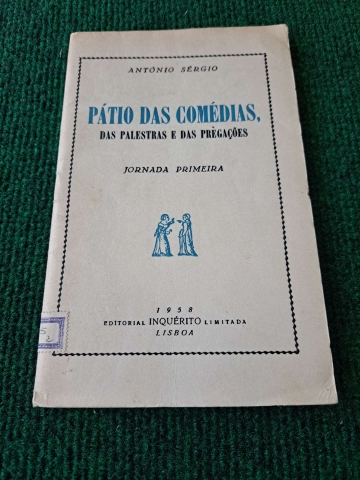 ANTÓNIO SÉRGIO
PÁTIO DAS COMÉDIAS,
DAS PALESTRAS E DAS PRÈGAÇÕES
JORNADA PRIMEIRA
1958
EDITORIAL INQUÉRITO LIMITADA
LISBOA